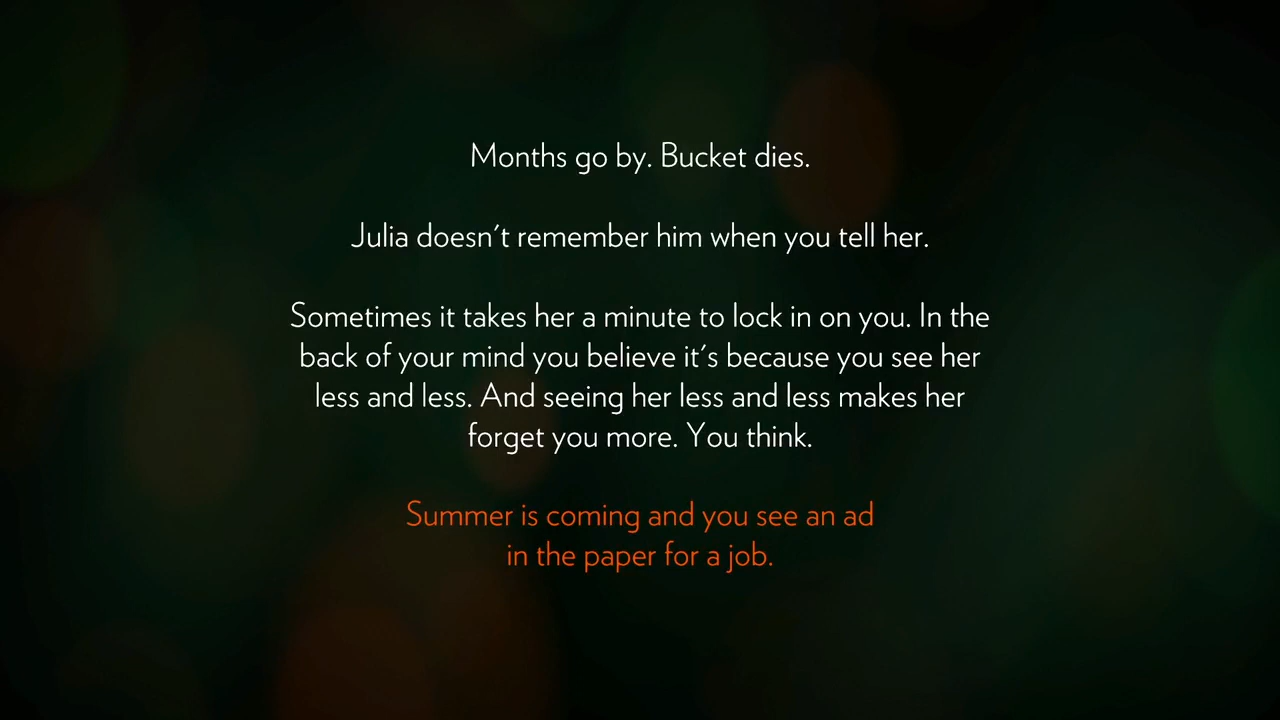 Months go by. Bucket dies.
Julia doesn't remember him when you tell her.
Sometimes it takes her a minute to lock in on you. In the
back of your mind you believe it's because you see her
less and less. And seeing her less and less makes her
forget you more. You think.
Summer is coming and you see an ad
in the paper for a job.